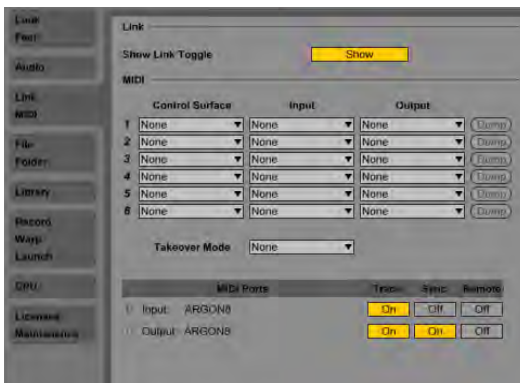 Look
Feel
Audio
Link
MIDI
File
Folder
Library
Record
Warp
Launch
CPU
Licenses
Maintenance
Link
Show Link Toggle Show
MIDI
Control Surface Input Output
1 None None None (Dump)
2 None None None (Dump)
3 None None None (Dump)
4 None None None (Dump)
5 None None None (Dump)
6 None None None (Dump)
Takeover Mode None
MIDI Ports Track Sync Remote
Input: ARGON8 On Off Off
Output: ARGON8 On On Off